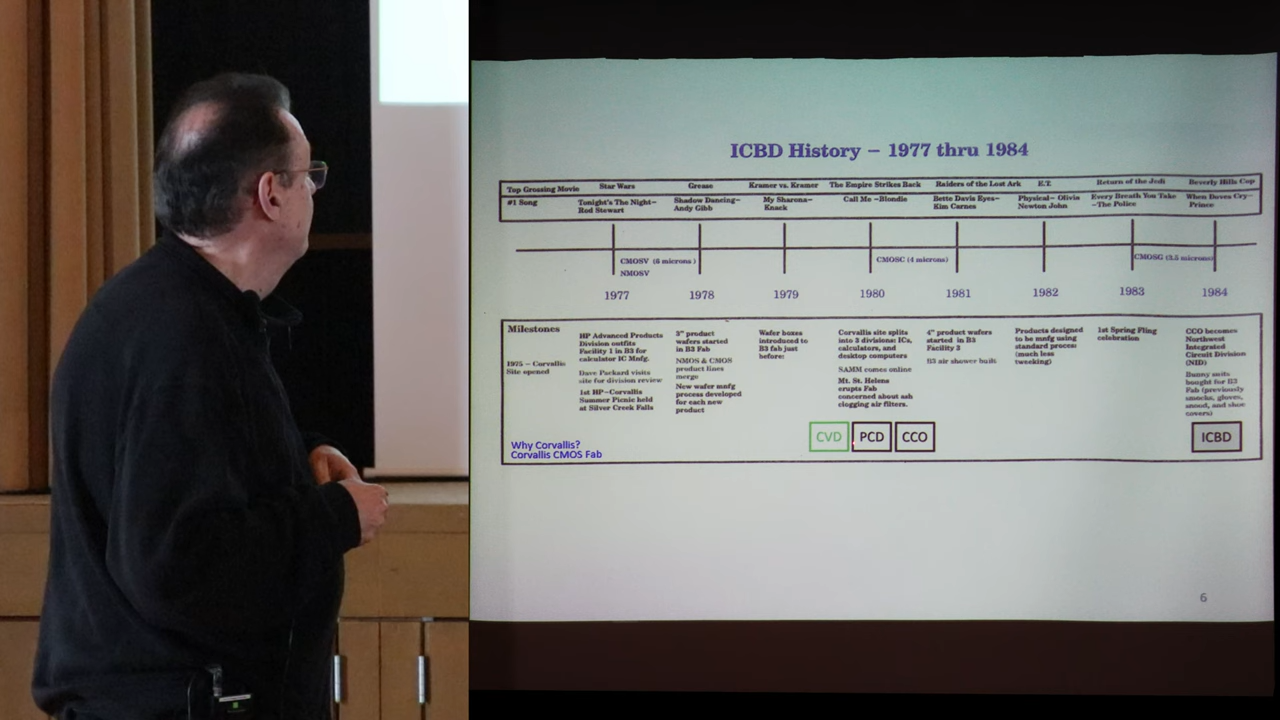 ICBD History – 1977 thru 1984
Top Grossing Movie
Star Wars
Grease
Kramer vs. Kramer
The Empire Strikes Back
Raiders of the Lost Ark
E.T.
Return of the Jedi
Beverly Hills Cop
#1 Song
Tonight's The Night–
Rod Stewart
Shadow Dancing–
Andy Gibb
My Sharona–
Knack
Call Me –Blondie
Bette Davis Eyes–
Kim Carnes
Physical– Olivia
Newton John
Every Breath You Take
–The Police
When Doves Cry–
Prince
CMOSV (6 microns )
NMOSV
CMOSC (4 microns)
CMOSG (3.5 microns)
1977
1978
1979
1980
1981
1982
1983
1984
Milestones
1975 – Corvallis
Site opened
HP Advanced Products
Division outfits
Facility 1 in B3 for
calculator IC Mnfg.
Dave Packard visits
site for division review
1st HP–Corvallis
Summer Picnic held
at Silver Creek Falls
3" product
wafers started
in B3 Fab
NMOS & CMOS
product lines
merge
New wafer mnfg
process developed
for each new
product
Wafer boxes
introduced to
B3 fab just
before:
Corvallis site splits
into 3 divisions: ICs,
calculators, and
desktop computers
SAMM comes online
Mt. St. Helens
erupts Fab
concerned about ash
clogging air filters.
4" product wafers
started in B3
Facility 2
B3 air shower built
Products designed
to be mnfg using
standard process
(much less
tweeking)
1st Spring Fling
celebration
CCO becomes
Northwest
Integrated
Circuit Division
(NID)
Bunny suits
bought for B3
Fab (previously
smocks, gloves,
snood, and shoe
covers)
CVD
PCD
CCO
ICBD
Why Corvallis?
Corvallis CMOS Fab
6